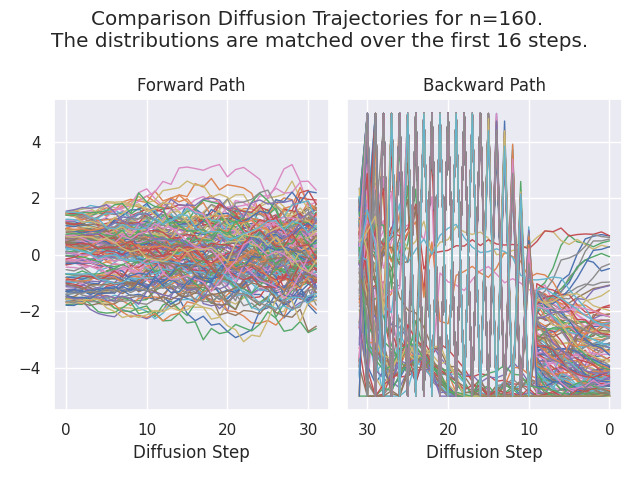 Comparison Diffusion Trajectories for n=160.
The distributions are matched over the first 16 steps.
Forward Path
Backward Path
4
2
0
−2
−4
0 10 20 30
30 20 10 0
Diffusion Step
Diffusion Step